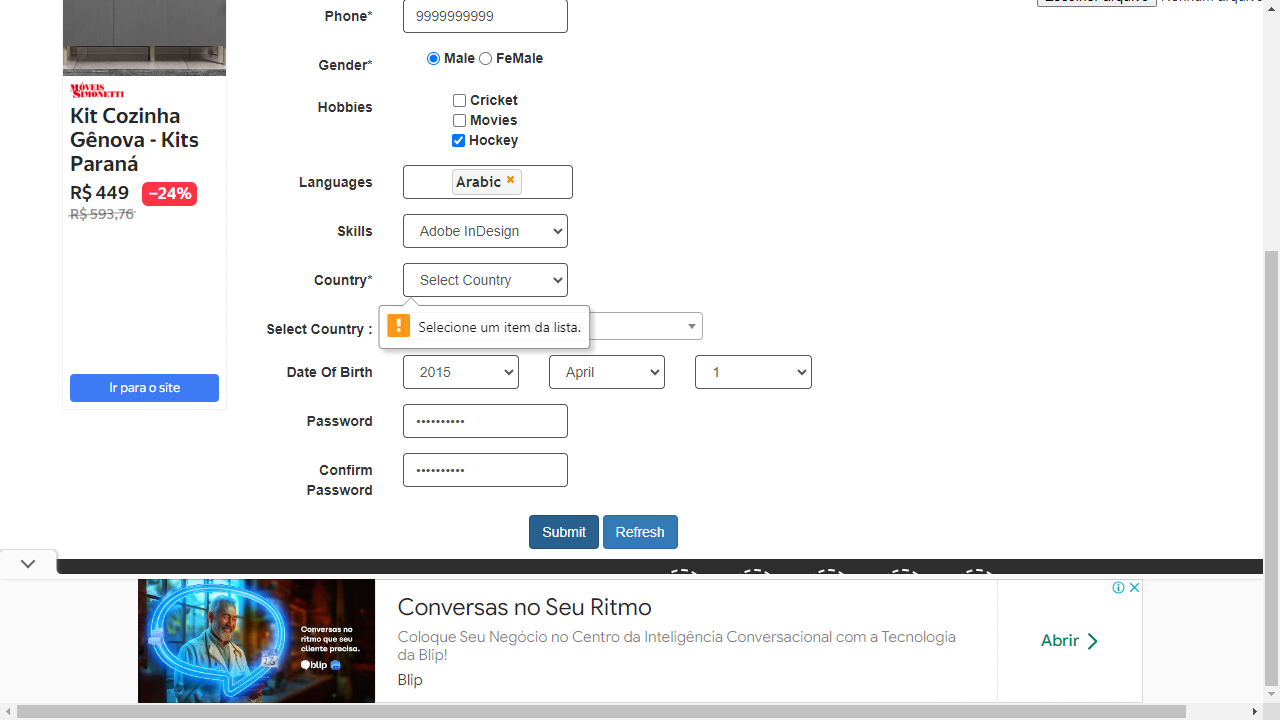 Phone*
9999999999
Gender*
Male FeMale
Hobbies
Cricket
Movies
Hockey
Languages
Arabic ✖
Skills
Adobe InDesign
Country*
Select Country
Selecione um item da lista.
Select Country :
Date Of Birth
2015
April
1
Password
••••••••••
Confirm
Password
••••••••••
Submit
Refresh
MÓVEIS
SIMONETTI
Kit Cozinha
Gênova - Kits
Paraná
R$ 449 −24%
R$ 593,76
Ir para o site
Conversas no
ritmo que seu
cliente precisa.
blip
Conversas no Seu Ritmo
Coloque Seu Negócio no Centro da Inteligência Conversacional com a Tecnologia
da Blip!
Blip
Abrir